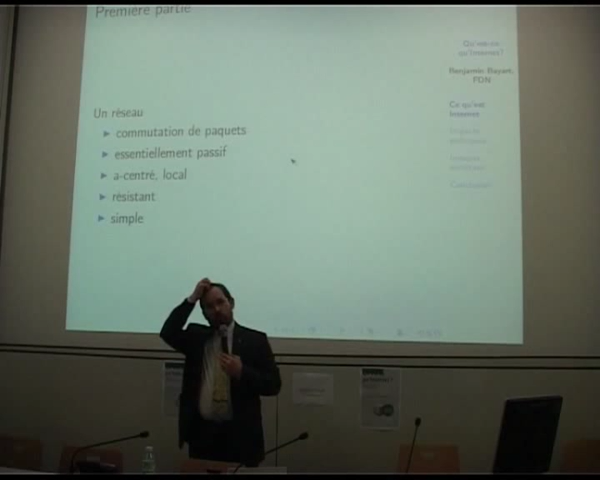 Première partie
Qu'est-ce
qu'Internet?
Benjamin Bayart,
FDN
Un réseau
commutation de paquets
essentiellement passif
a-centré, local
résistant
simple
Ce qu'est
Internet